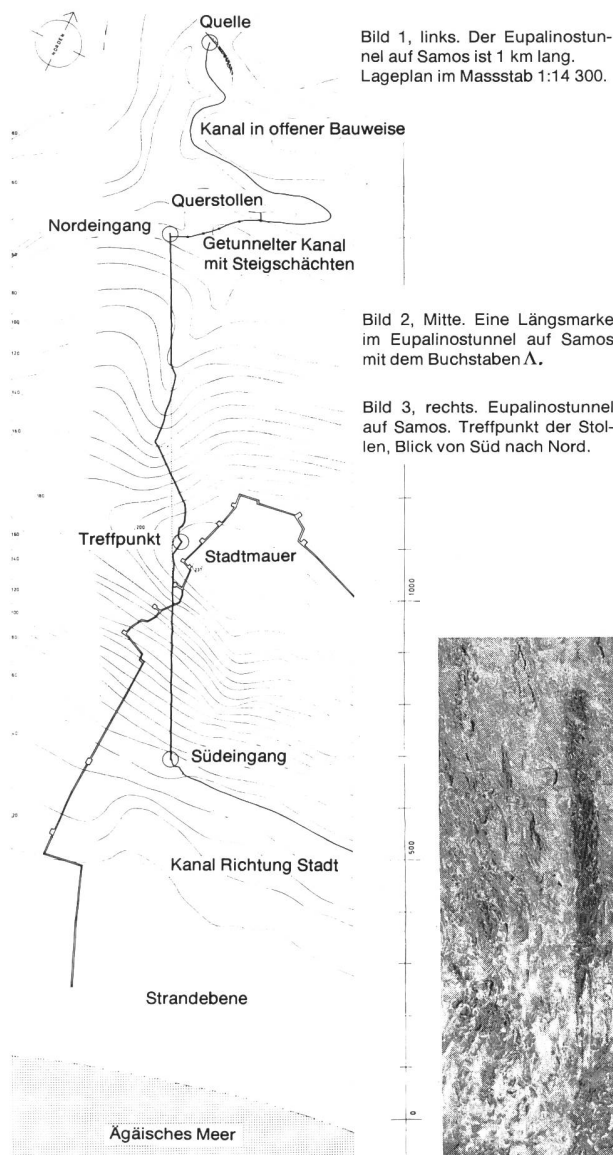 Quelle
NORDEN
Bild 1, links. Der Eupalinostun-
nel auf Samos ist 1 km lang.
Lageplan im Massstab 1:14 300.
Kanal in offener Bauweise
Querstollen
Nordeingang
Getunnelter Kanal
mit Steigschächten
Bild 2, Mitte. Eine Längsmarke
im Eupalinostunnel auf Samos
mit dem Buchstaben Λ.
Bild 3, rechts. Eupalinostunnel
auf Samos. Treffpunkt der Stol-
len, Blick von Süd nach Nord.
Treffpunkt
Stadtmauer
1000
Südeingang
500
Kanal Richtung Stadt
Strandebene
0
Ägäisches Meer